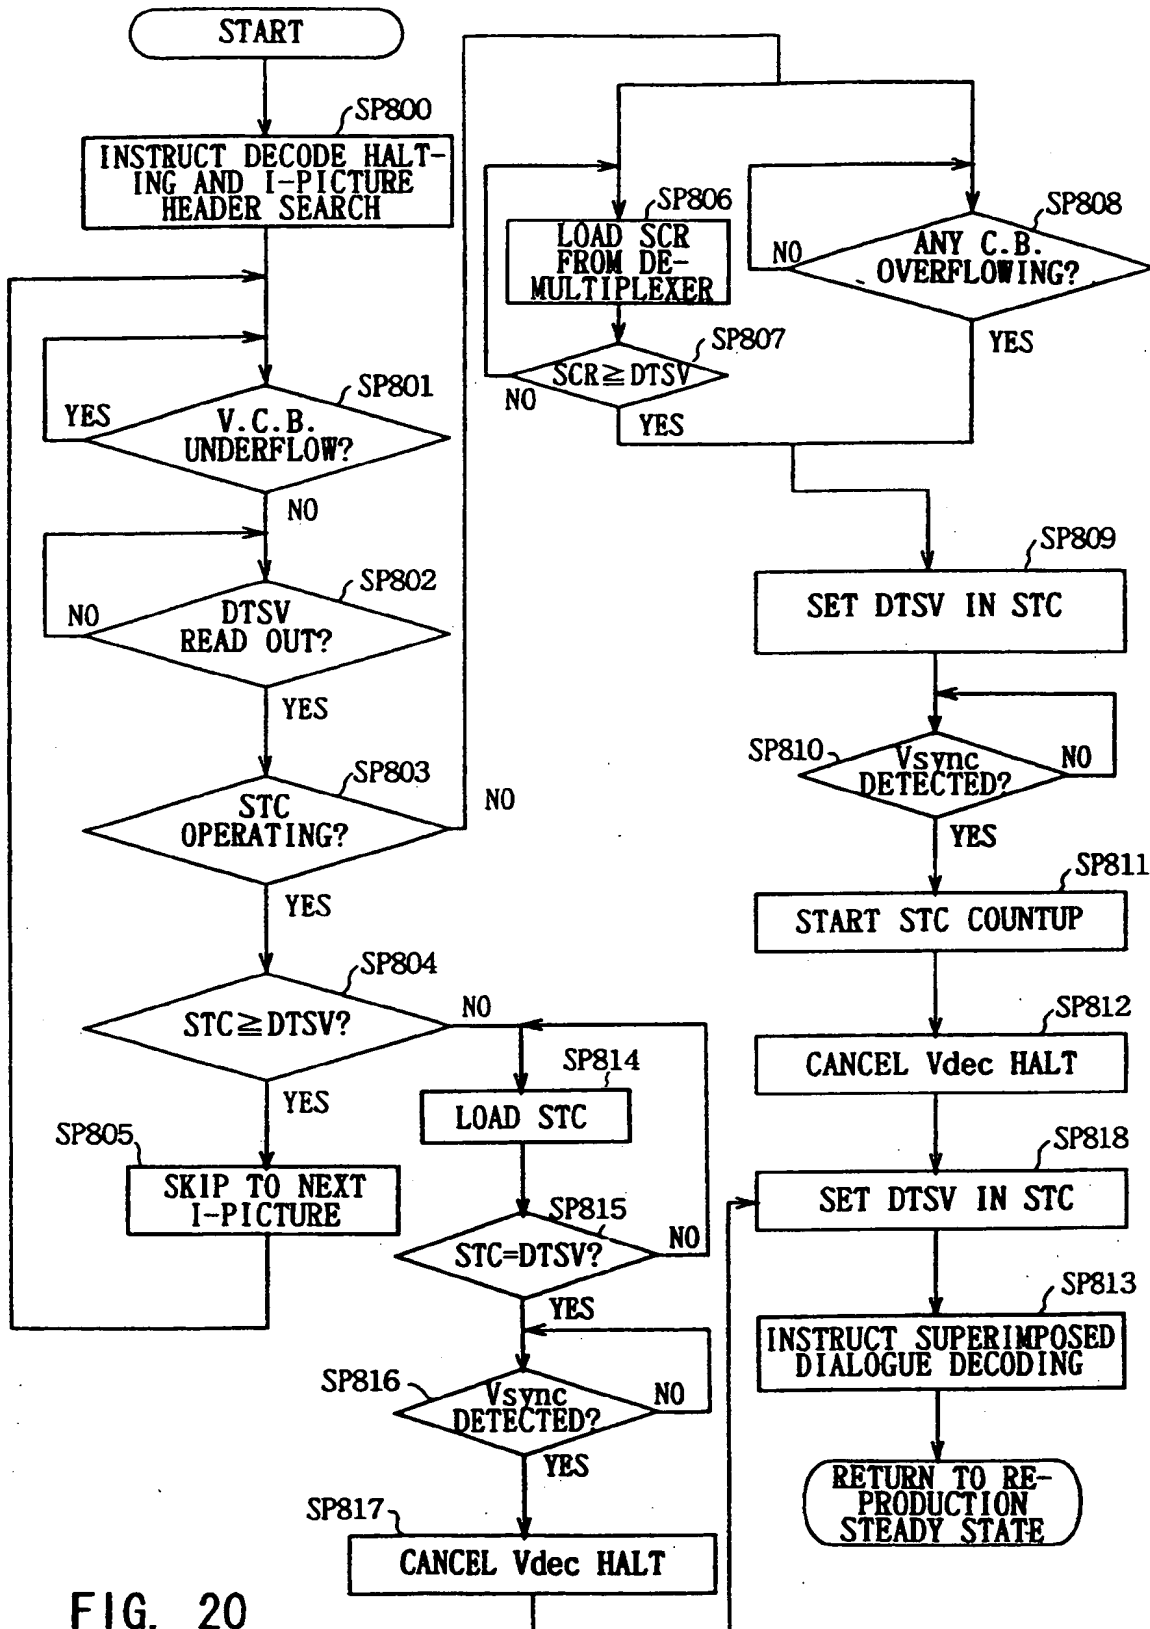 START
SP800
INSTRUCT DECODE HALT-
ING AND I-PICTURE
HEADER SEARCH
SP801
V.C.B.
UNDERFLOW?
YES
NO
SP802
DTSV
READ OUT?
NO
YES
SP803
STC
OPERATING?
NO
YES
SP804
STC≧DTSV?
NO
YES
SP805
SKIP TO NEXT
I-PICTURE
SP806
LOAD SCR
FROM DE-
MULTIPLEXER
SP807
SCR≧DTSV
NO
YES
SP808
ANY C.B.
OVERFLOWING?
NO
YES
SP809
SET DTSV IN STC
SP810
Vsync
DETECTED?
NO
YES
SP811
START STC COUNTUP
SP812
CANCEL Vdec HALT
SP818
SET DTSV IN STC
SP813
INSTRUCT SUPERIMPOSED
DIALOGUE DECODING
RETURN TO RE-
PRODUCTION
STEADY STATE
SP814
LOAD STC
SP815
STC=DTSV?
NO
YES
SP816
Vsync
DETECTED?
NO
YES
SP817
CANCEL Vdec HALT
FIG. 20